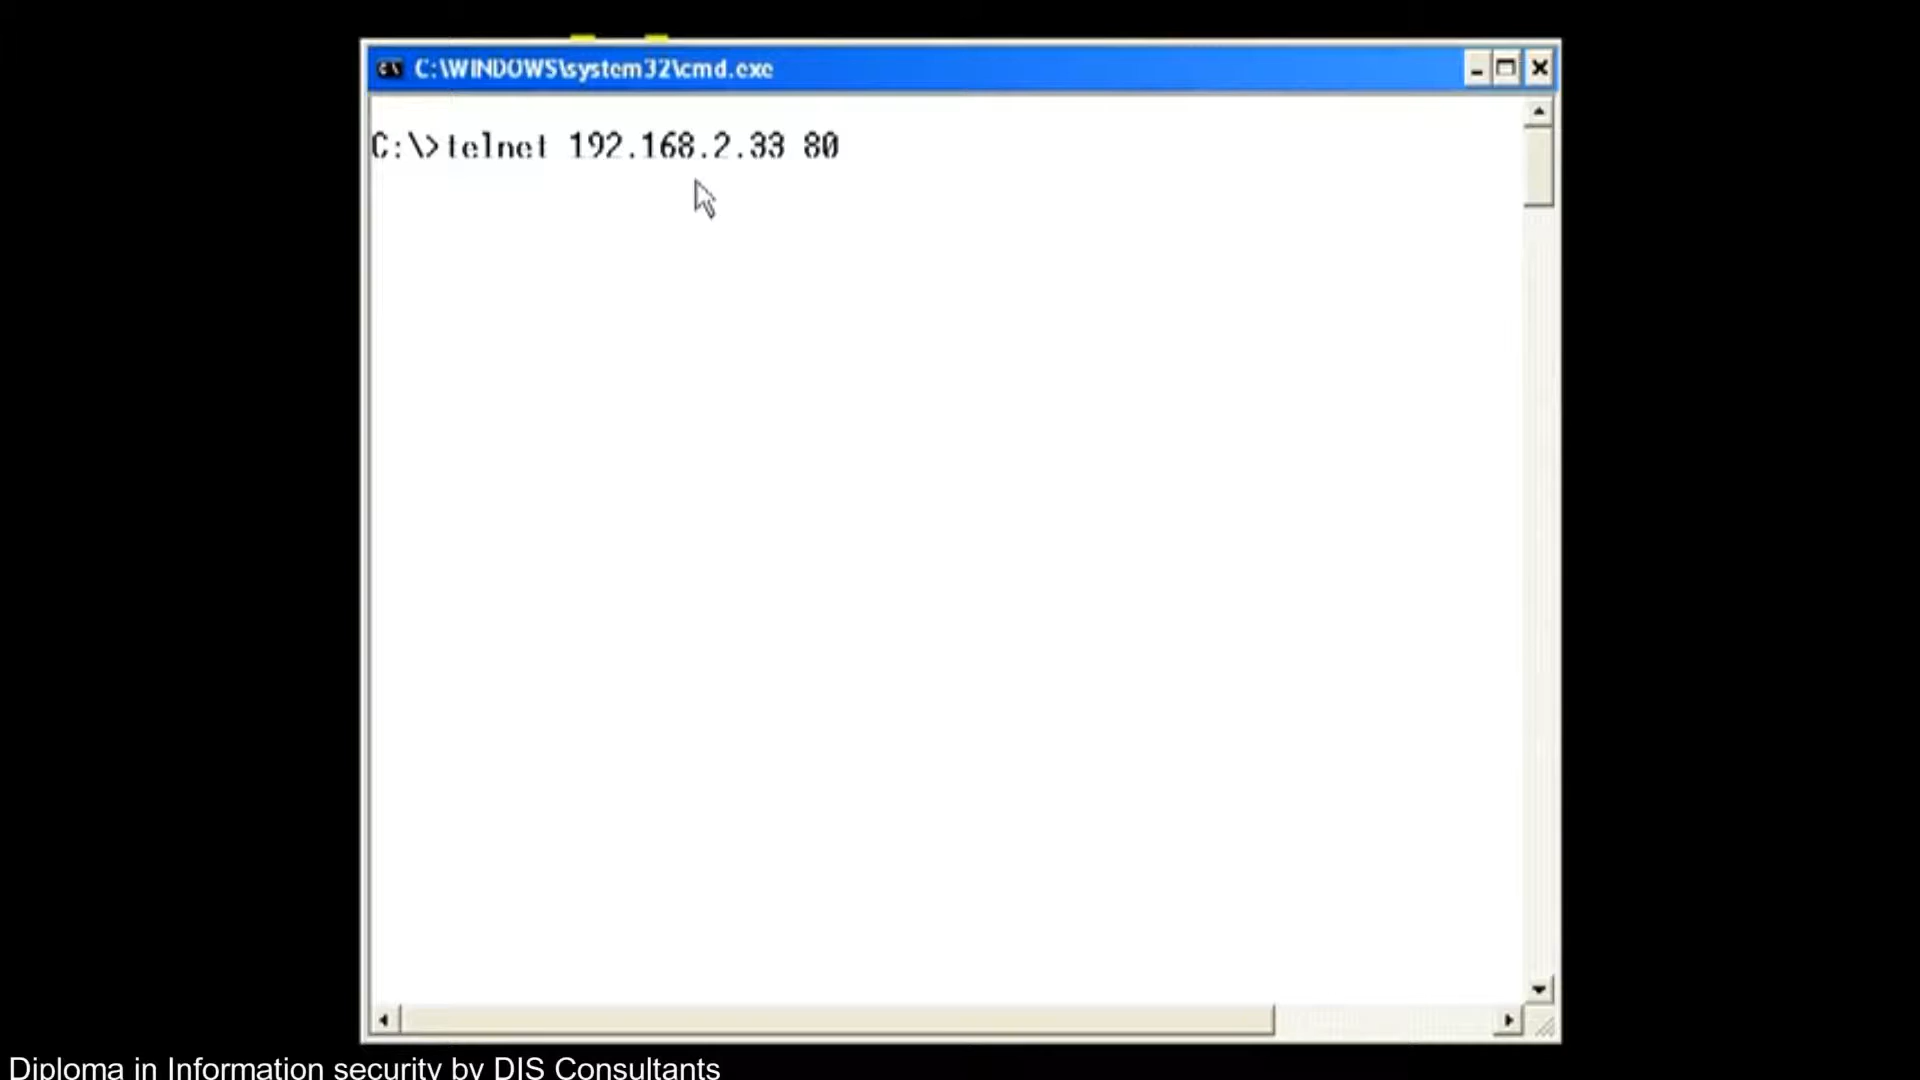 C:\WINDOWS\system32\cmd.exe
C:\>telnet 192.168.2.33 80
Diploma in Information security by DIS Consultants